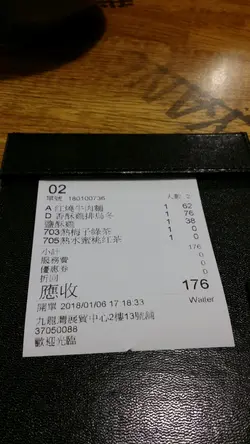 02
單號 180100736 人數 2
A 紅燒牛肉麵 1 62
D 香酥雞排烏冬 1 76
鹽酥雞 1 38
703熱梅子綠茶 1 0
705熱水蜜桃紅茶 1 0
小計 176
服務費 0
優惠券 0
折回 0
應收 176
開單 2018/01/06 17:18:33 Waiter
九龍灣展貿中心2樓13號鋪
37050088
歡迎光臨